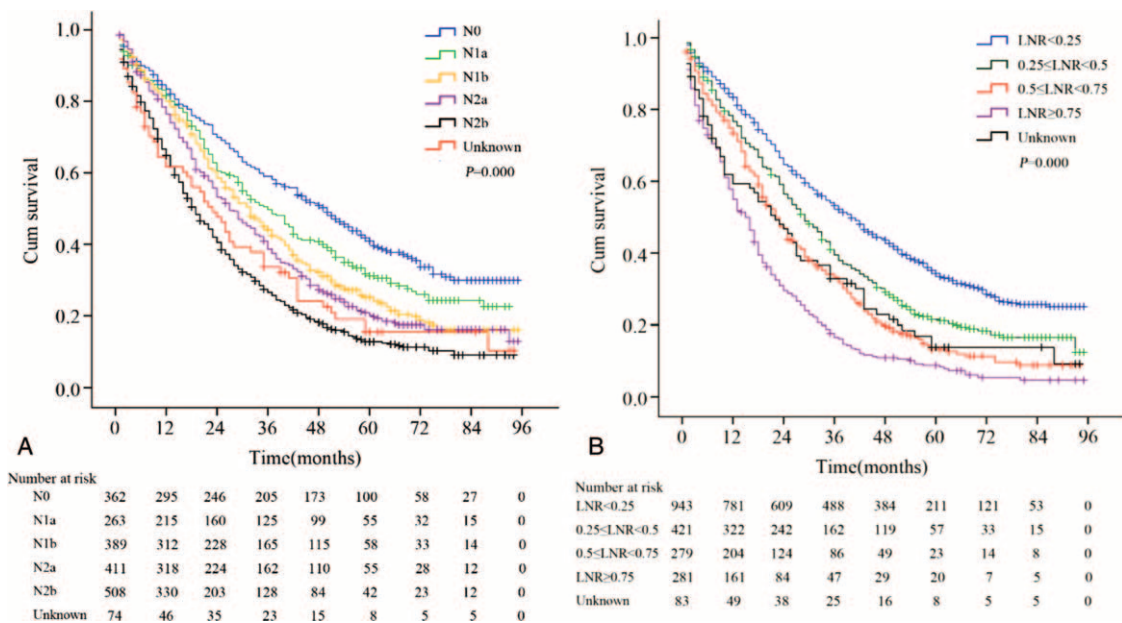 1.0
0.8
0.6
0.4
0.2
0.0
Cum survival
N0
N1a
N1b
N2a
N2b
Unknown
P=0.000
0 12 24 36 48 60 72 84 96
Time(months)
A
Number at risk
N0 362 295 246 205 173 100 58 27 0
N1a 263 215 160 125 99 55 32 15 0
N1b 389 312 228 165 115 58 33 14 0
N2a 411 318 224 162 110 55 28 12 0
N2b 508 330 203 128 84 42 23 12 0
Unknown 74 46 35 23 15 8 5 5 0
1.0
0.8
0.6
0.4
0.2
0.0
Cum survival
LNR<0.25
0.25≤LNR<0.5
0.5≤LNR<0.75
LNR≥0.75
Unknown
P=0.000
0 12 24 36 48 60 72 84 96
Time(months)
B
Number at risk
LNR<0.25 943 781 609 488 384 211 121 53 0
0.25≤LNR<0.5 421 322 242 162 119 57 33 15 0
0.5≤LNR<0.75 279 204 124 86 49 23 14 8 0
LNR≥0.75 281 161 84 47 29 20 7 5 0
Unknown 83 49 38 25 16 8 5 5 0